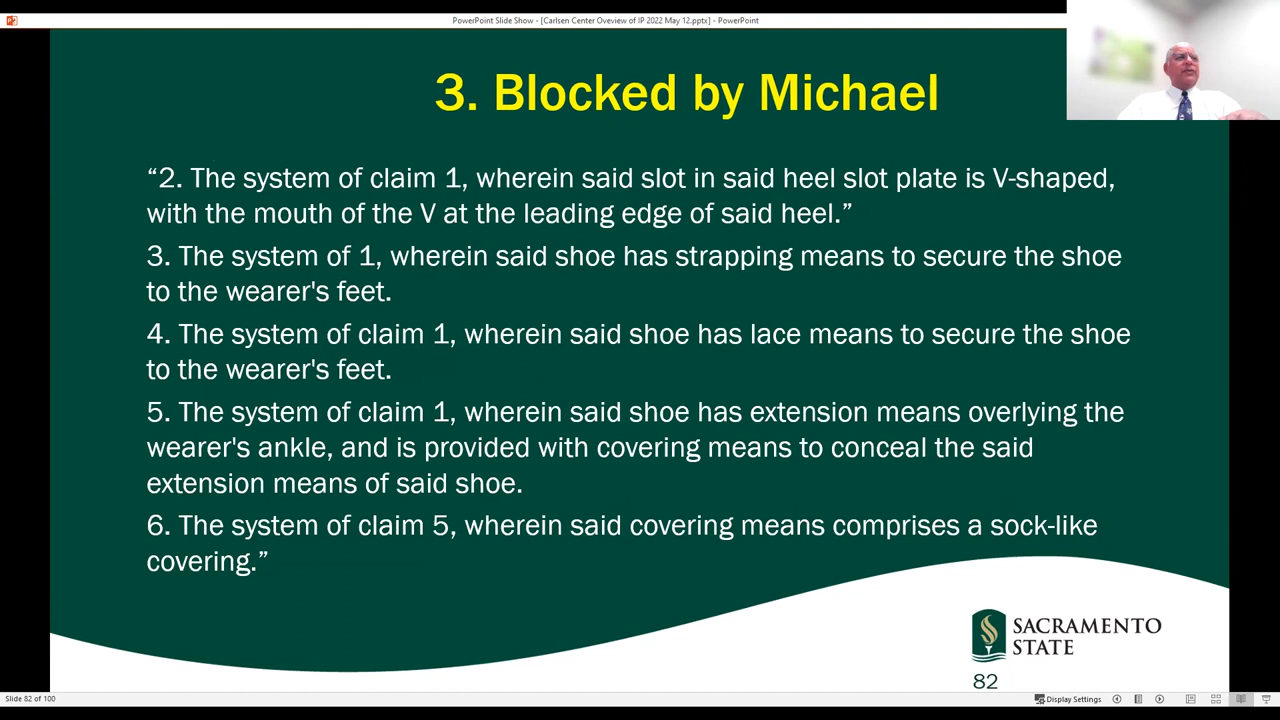 PowerPoint Slide Show - [Carlsen Center Oveview of IP 2022 May 12.pptx] - PowerPoint
3. Blocked by Michael
“2. The system of claim 1, wherein said slot in said heel slot plate is V-shaped,
with the mouth of the V at the leading edge of said heel.”
3. The system of 1, wherein said shoe has strapping means to secure the shoe
to the wearer's feet.
4. The system of claim 1, wherein said shoe has lace means to secure the shoe
to the wearer's feet.
5. The system of claim 1, wherein said shoe has extension means overlying the
wearer's ankle, and is provided with covering means to conceal the said
extension means of said shoe.
6. The system of claim 5, wherein said covering means comprises a sock-like
covering.”
SACRAMENTO
STATE
82
Slide 82 of 100
Display Settings